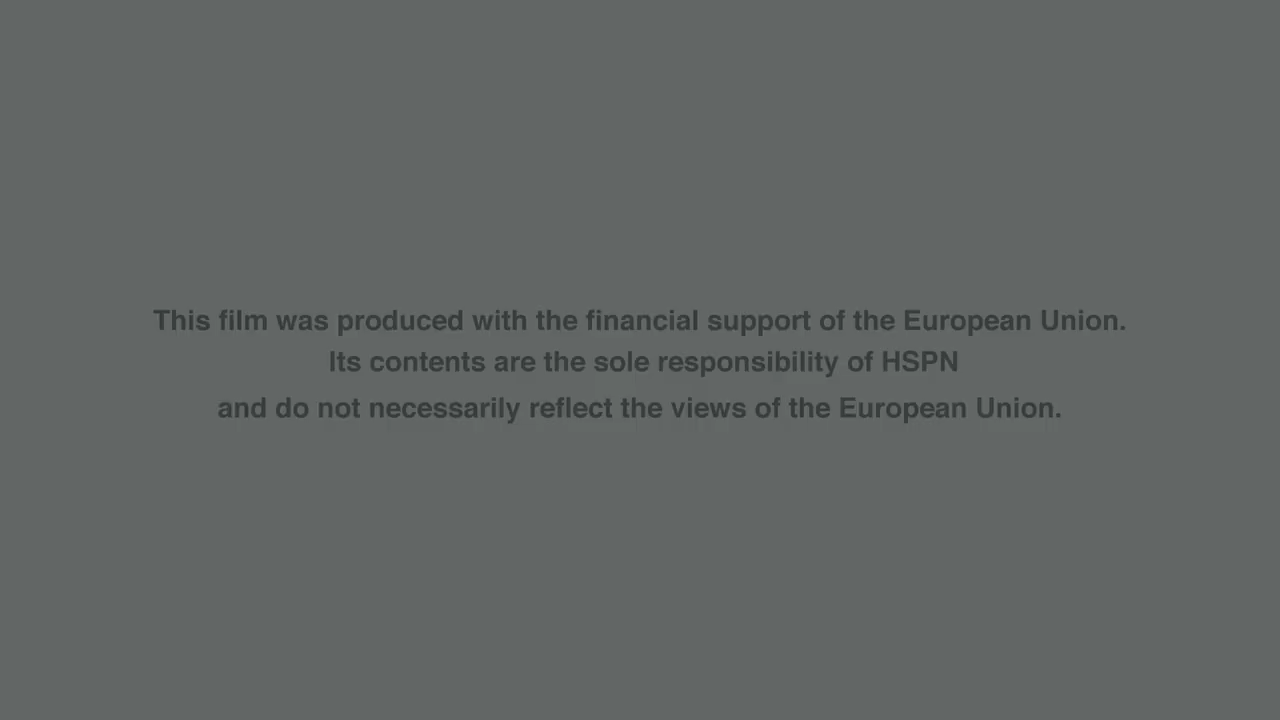 This film was produced with the financial support of the European Union.
Its contents are the sole responsibility of HSPN
and do not necessarily reflect the views of the European Union.